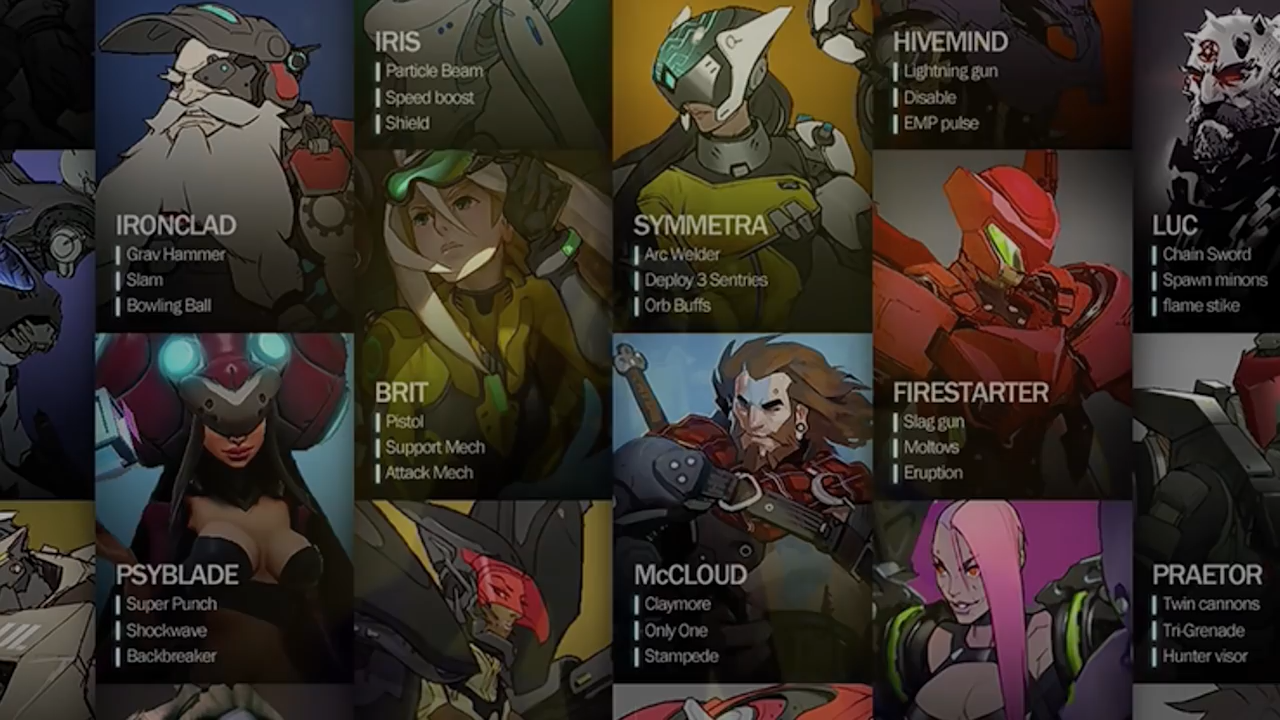 IRIS
Particle Beam
Speed boost
Shield
HIVEMIND
Lightning gun
Disable
EMP pulse
IRONCLAD
Grav Hammer
Slam
Bowling Ball
SYMMETRA
Arc Welder
Deploy 3 Sentries
Orb Buffs
LUC
Chain Sword
Spawn minons
flame stike
BRIT
Pistol
Support Mech
Attack Mech
FIRESTARTER
Slag gun
Moltovs
Eruption
PSYBLADE
Super Punch
Shockwave
Backbreaker
McCLOUD
Claymore
Only One
Stampede
PRAETOR
Twin cannons
Tri-Grenade
Hunter visor